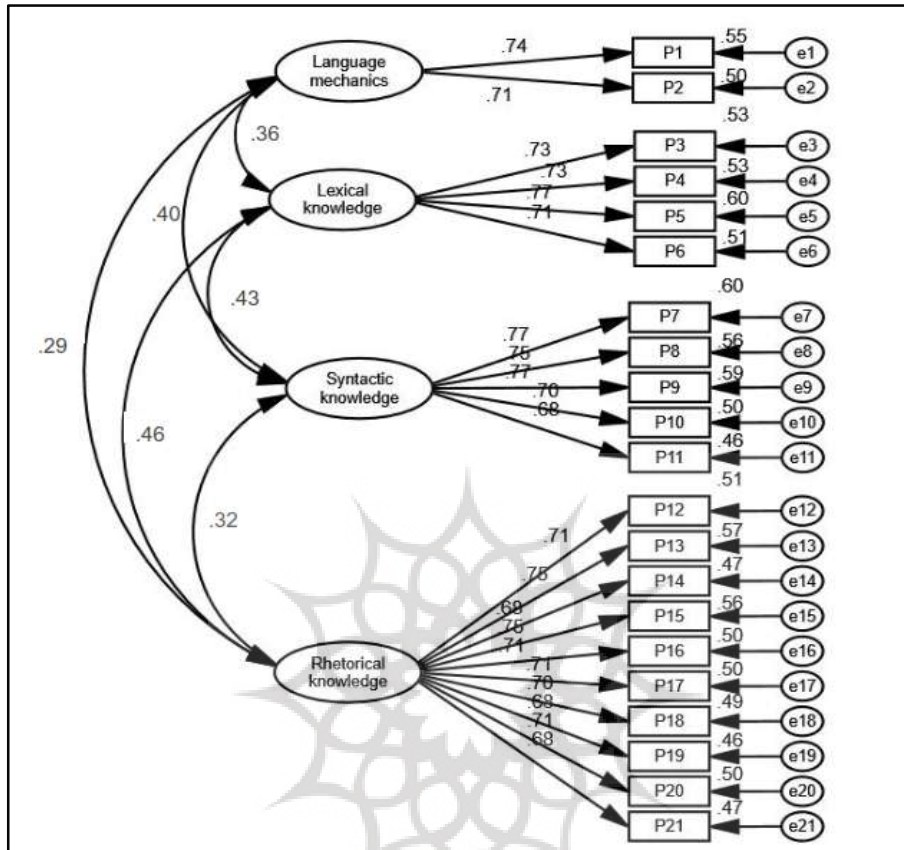 .55
.74
Language
mechanics
P1
e1
.50
.71
P2
e2
.53
.36
.73
P3
e3
.53
.73
Lexical
knowledge
P4
e4
.60
.77
P5
e5
.40
.51
.71
P6
e6
.60
.43
.77
P7
e7
.56
.75
P8
e8
.29
.59
.77
Syntactic
knowledge
P9
e9
.50
.70
P10
e10
.46
.46
.68
P11
e11
.51
.32
.71
P12
e12
.57
.75
P13
e13
.47
.68
P14
e14
.56
.75
P15
e15
.50
.71
Rhetorical
knowledge
P16
e16
.50
.71
P17
e17
.49
.70
P18
e18
.46
.68
P19
e19
.50
.71
P20
e20
.47
.68
P21
e21